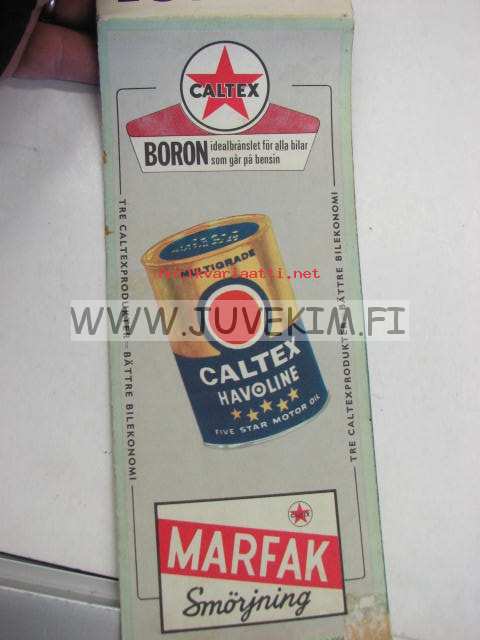 CALTEX
BORON idealbränslet för alla bilar
som går på bensin
TRE CALTEXPRODUKTER – BÄTTRE BILEKONOMI
MULTIGRADE
CALTEX
HAVOLINE
FIVE STAR MOTOR OIL
TRE CALTEXPRODUKTER – BÄTTRE BILEKONOMI
WWW.JUVEKIM.FI
MARFAK
Smörjning